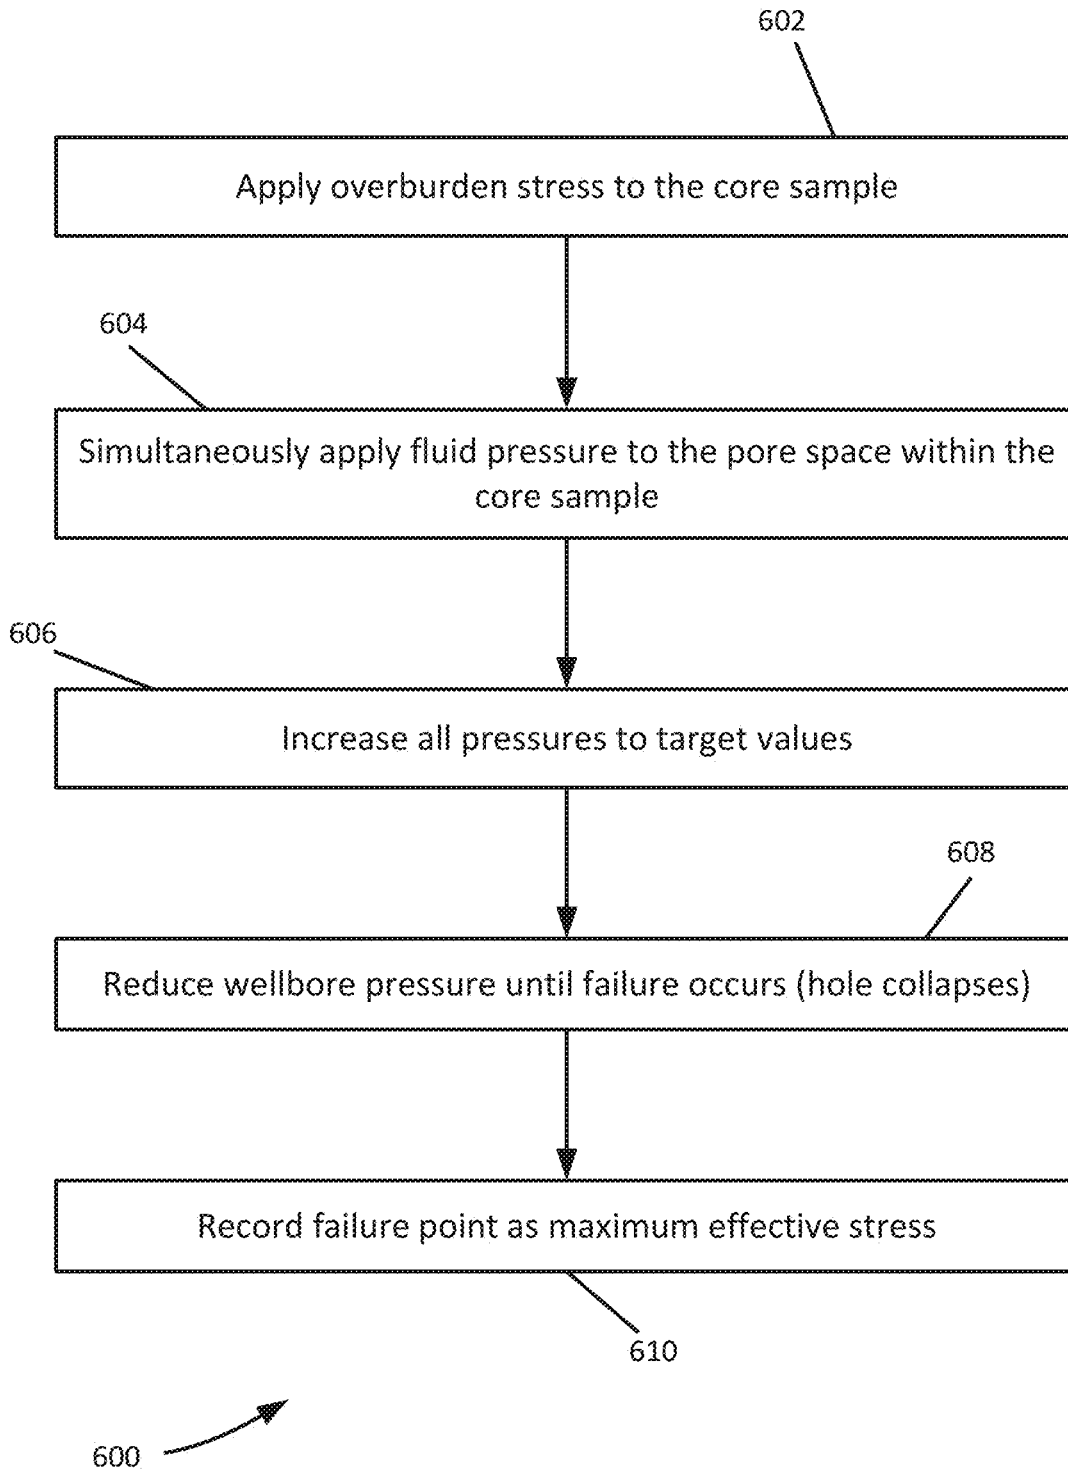 602
Apply overburden stress to the core sample
604
Simultaneously apply fluid pressure to the pore space within the
core sample
606
Increase all pressures to target values
608
Reduce wellbore pressure until failure occurs (hole collapses)
Record failure point as maximum effective stress
610
600